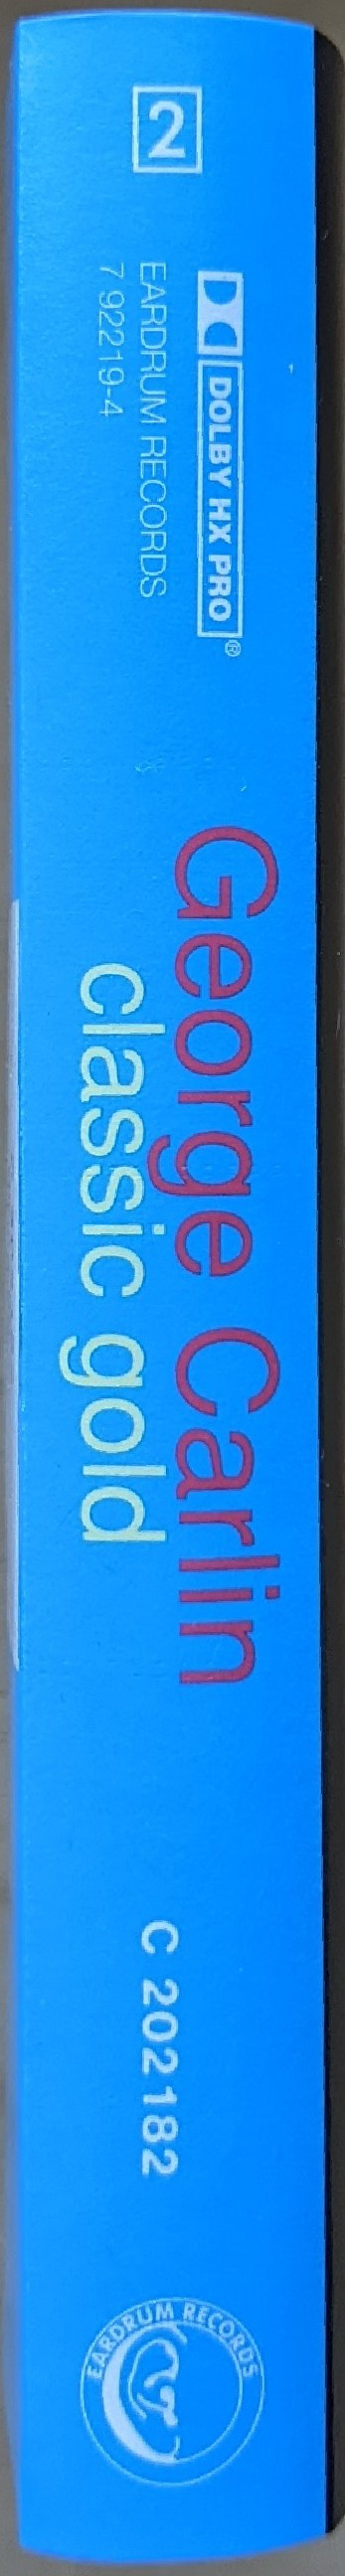 2
DOLBY HX PRO®
EARDRUM RECORDS
7 92219-4
George Carlin
classic gold
C 202182
EARDRUM RECORDS